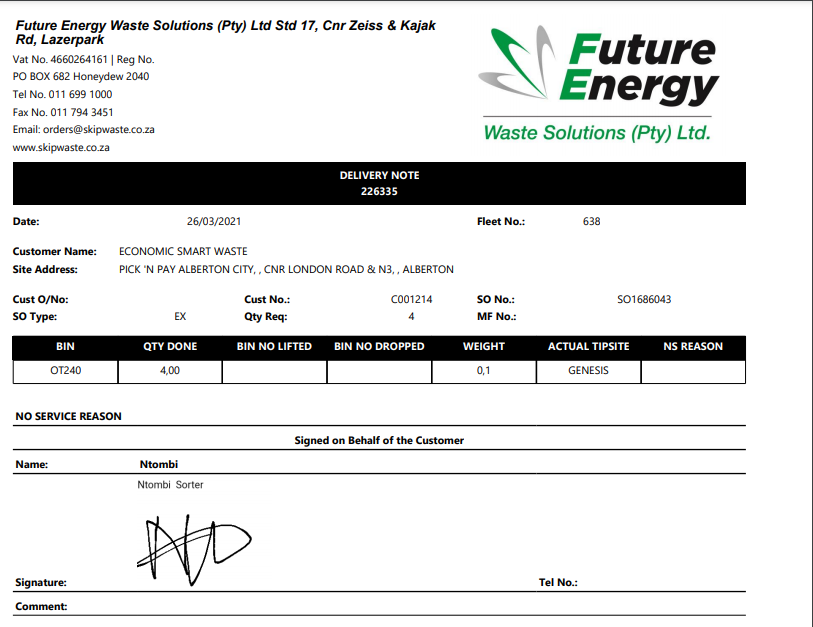 Future Energy Waste Solutions (Pty) Ltd Std 17, Cnr Zeiss & Kajak
Rd, Lazerpark
Vat No. 4660264161 | Reg No.
PO BOX 682 Honeydew 2040
Tel No. 011 699 1000
Fax No. 011 794 3451
Email: orders@skipwaste.co.za
www.skipwaste.co.za
Future
Energy
Waste Solutions (Pty) Ltd.
DELIVERY NOTE
226335
Date: 26/03/2021 Fleet No.: 638
Customer Name: ECONOMIC SMART WASTE
Site Address: PICK 'N PAY ALBERTON CITY, , CNR LONDON ROAD & N3, , ALBERTON
Cust O/No: Cust No.: C001214 SO No.: SO1686043
SO Type: EX Qty Req: 4 MF No.:
BIN QTY DONE BIN NO LIFTED BIN NO DROPPED WEIGHT ACTUAL TIPSITE NS REASON
OT240 4,00 0,1 GENESIS
NO SERVICE REASON
Signed on Behalf of the Customer
Name: Ntombi
Ntombi Sorter
Signature: Tel No.:
Comment: